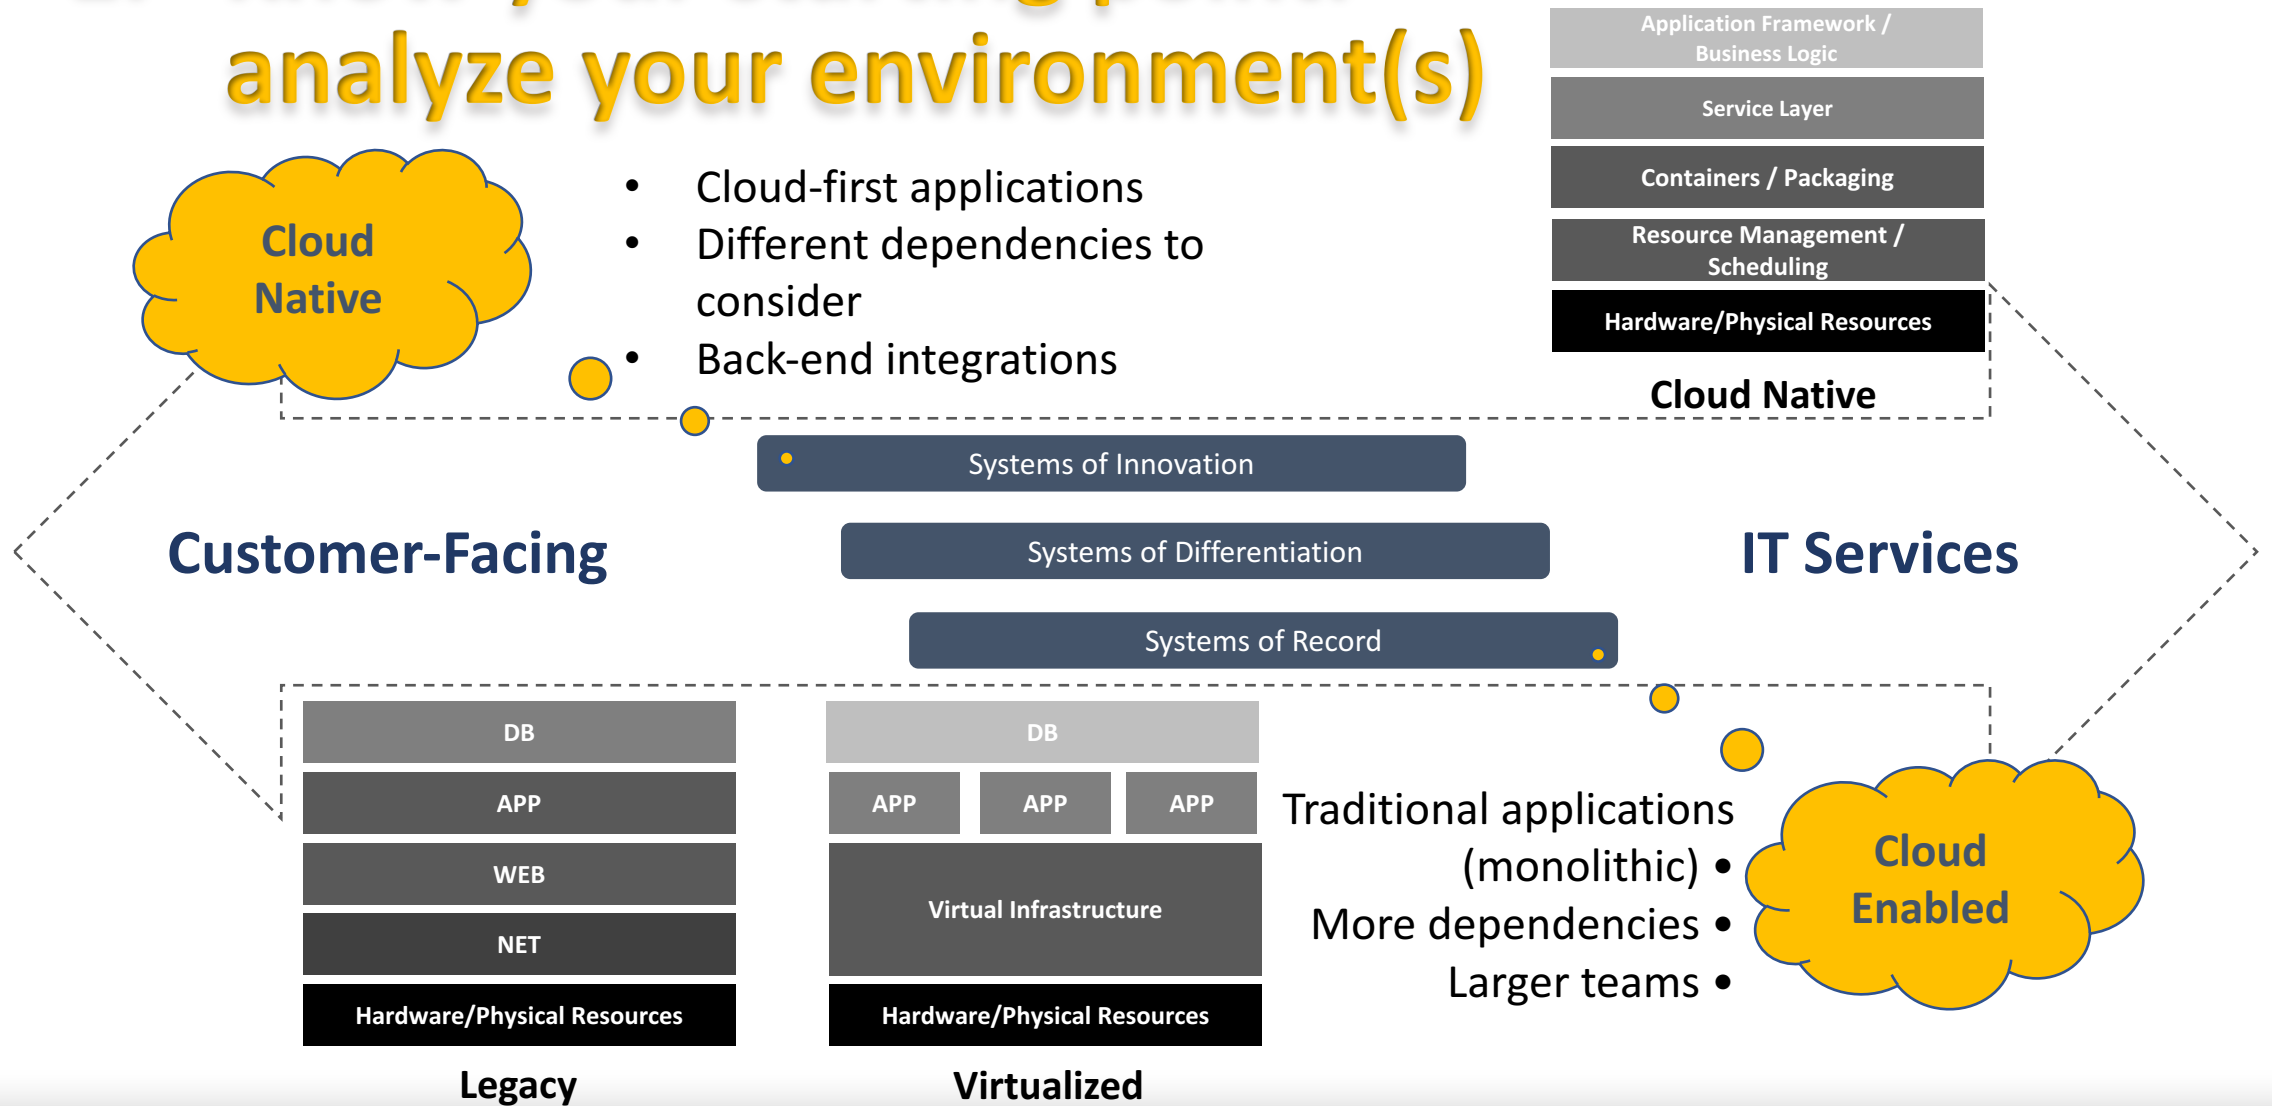 analyze your environment(s)
Application Framework /
Business Logic
Service Layer
Containers / Packaging
Resource Management /
Scheduling
Hardware/Physical Resources
Cloud Native
Cloud
Native
• Cloud-first applications
• Different dependencies to
consider
• Back-end integrations
Systems of Innovation
Customer-Facing
Systems of Differentiation
IT Services
Systems of Record
DB
APP
WEB
NET
Hardware/Physical Resources
Legacy
DB
APP APP APP
Virtual Infrastructure
Hardware/Physical Resources
Virtualized
Traditional applications
(monolithic) •
More dependencies •
Larger teams •
Cloud
Enabled